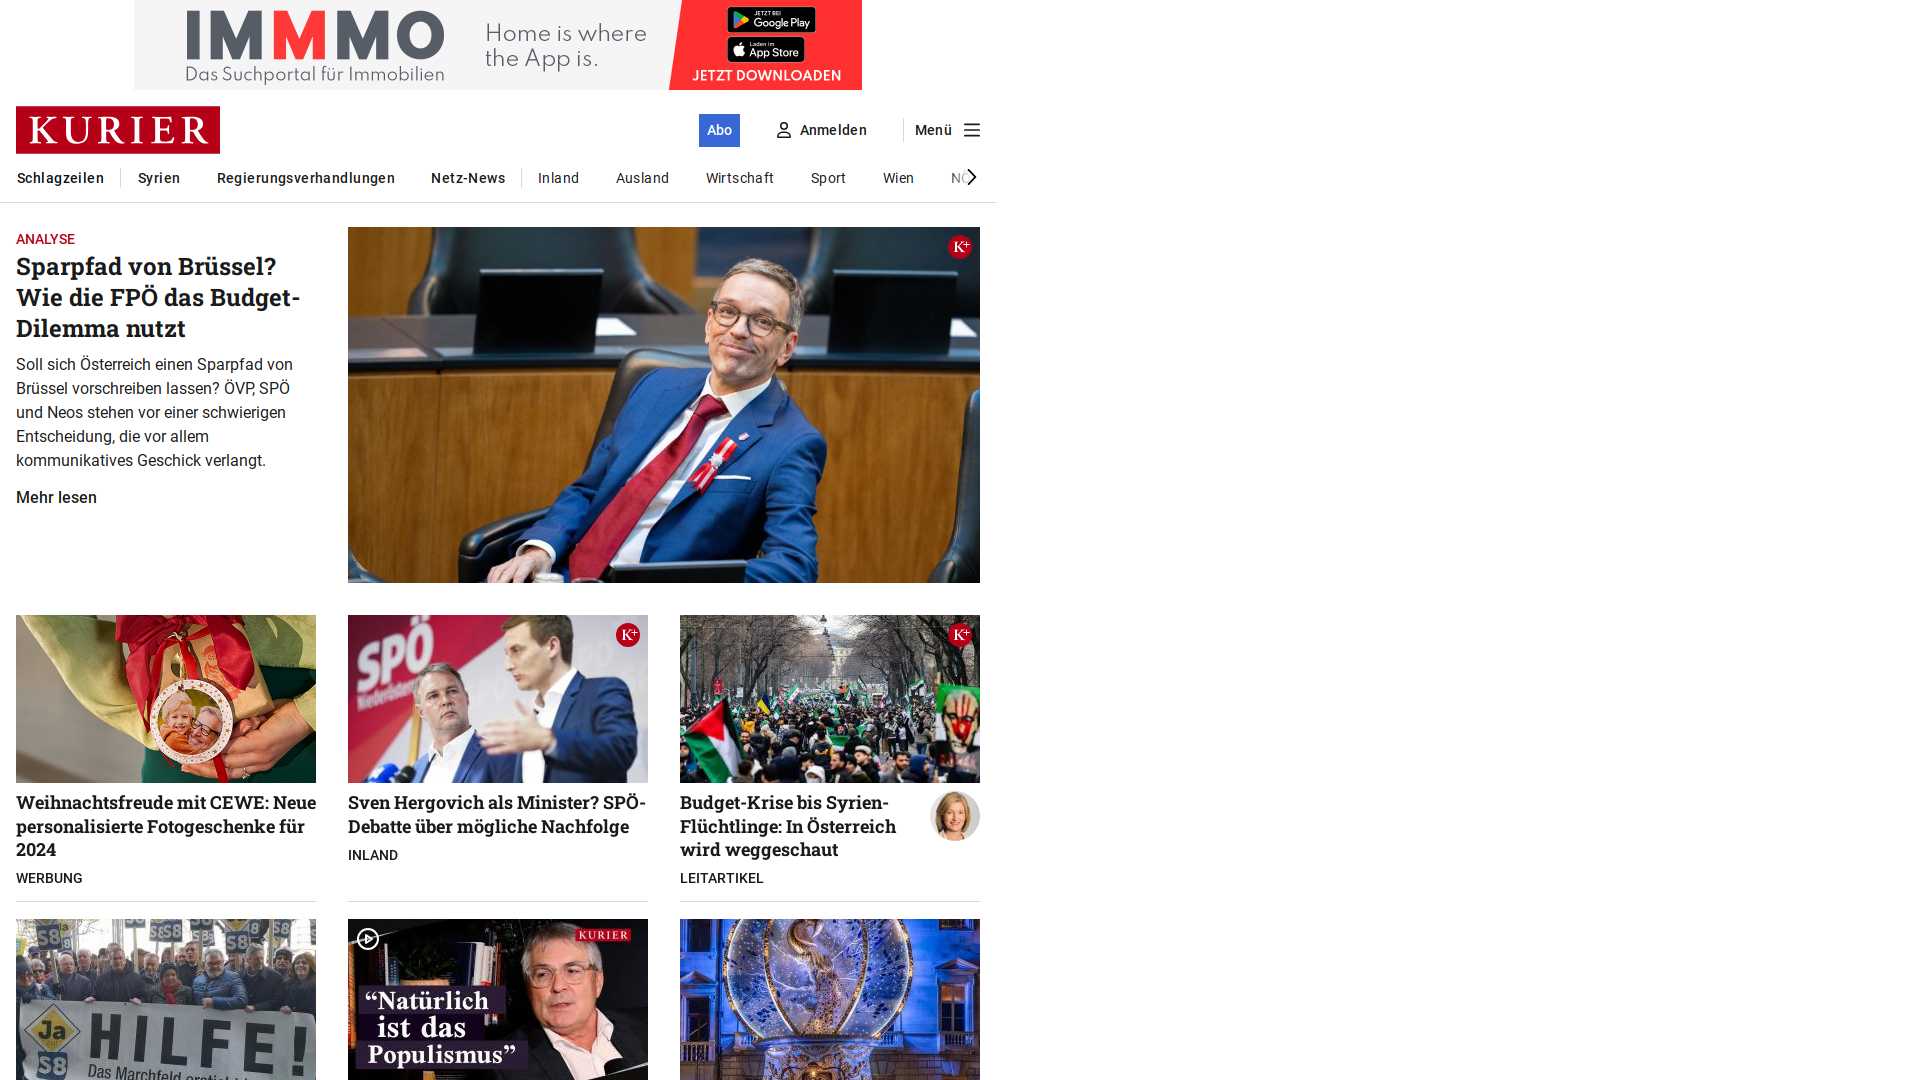 IMMMO
Das Suchportal für Immobilien
Home is where
the App is.
JETZT BEI
Google Play
Laden im
App Store
JETZT DOWNLOADEN
KURIER
Abo
Anmelden
Menü
Schlagzeilen
Syrien
Regierungsverhandlungen
Netz-News
Inland
Ausland
Wirtschaft
Sport
Wien
NÖ
ANALYSE
Sparpfad von Brüssel?
Wie die FPÖ das Budget-
Dilemma nutzt
Soll sich Österreich einen Sparpfad von
Brüssel vorschreiben lassen? ÖVP, SPÖ
und Neos stehen vor einer schwierigen
Entscheidung, die vor allem
kommunikatives Geschick verlangt.
Mehr lesen
K+
SPÖ
Niederöster
K+
K+
Weihnachtsfreude mit CEWE: Neue
personalisierte Fotogeschenke für
2024
WERBUNG
Sven Hergovich als Minister? SPÖ-
Debatte über mögliche Nachfolge
INLAND
Budget-Krise bis Syrien-
Flüchtlinge: In Österreich
wird weggeschaut
LEITARTIKEL
S8
S8
S8
S8
Ja
S8
HILFE!
KURIER
“Natürlich
ist das
Populismus”